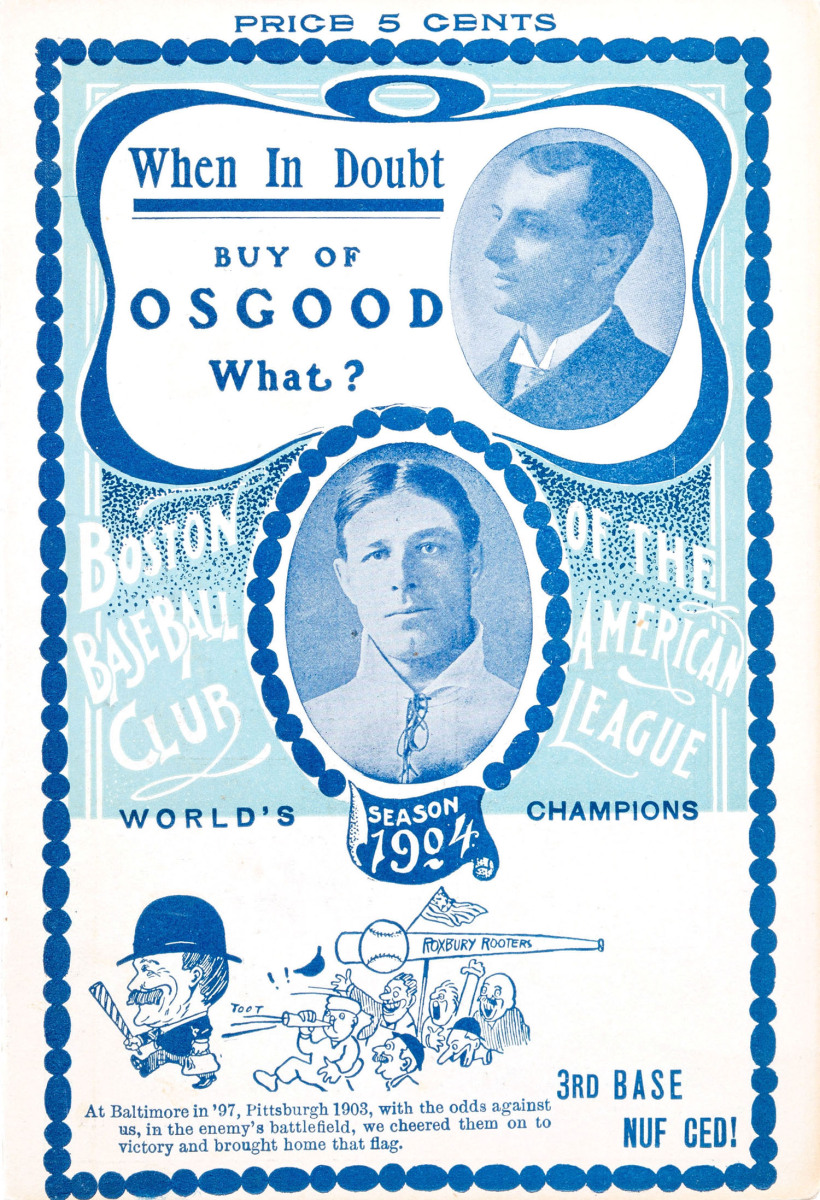 PRICE 5 CENTS
When In Doubt
BUY OF
OSGOOD
What?
BOSTON
BASEBALL
CLUB
OF THE
AMERICAN
LEAGUE
WORLD'S
CHAMPIONS
SEASON
1904
ROXBURY ROOTERS
!!
TOOT
At Baltimore in '97, Pittsburgh 1903, with the odds against
us, in the enemy's battlefield, we cheered them on to
victory and brought home that flag.
3RD BASE
NUF CED!